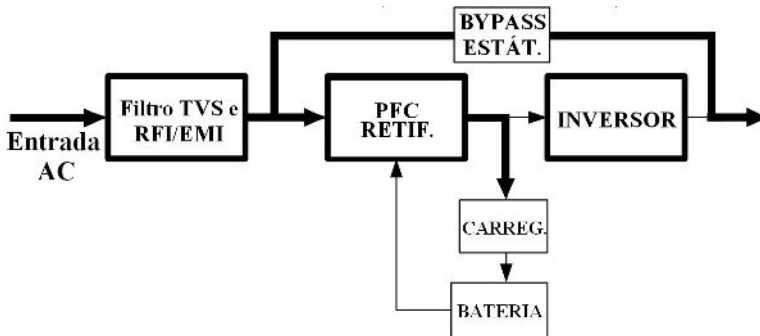 BYPASS
ESTÁT.
Filtro TVS e
RFI/EMI
PFC
RETIF.
INVERSOR
Entrada
AC
CARREG.
BATERIA